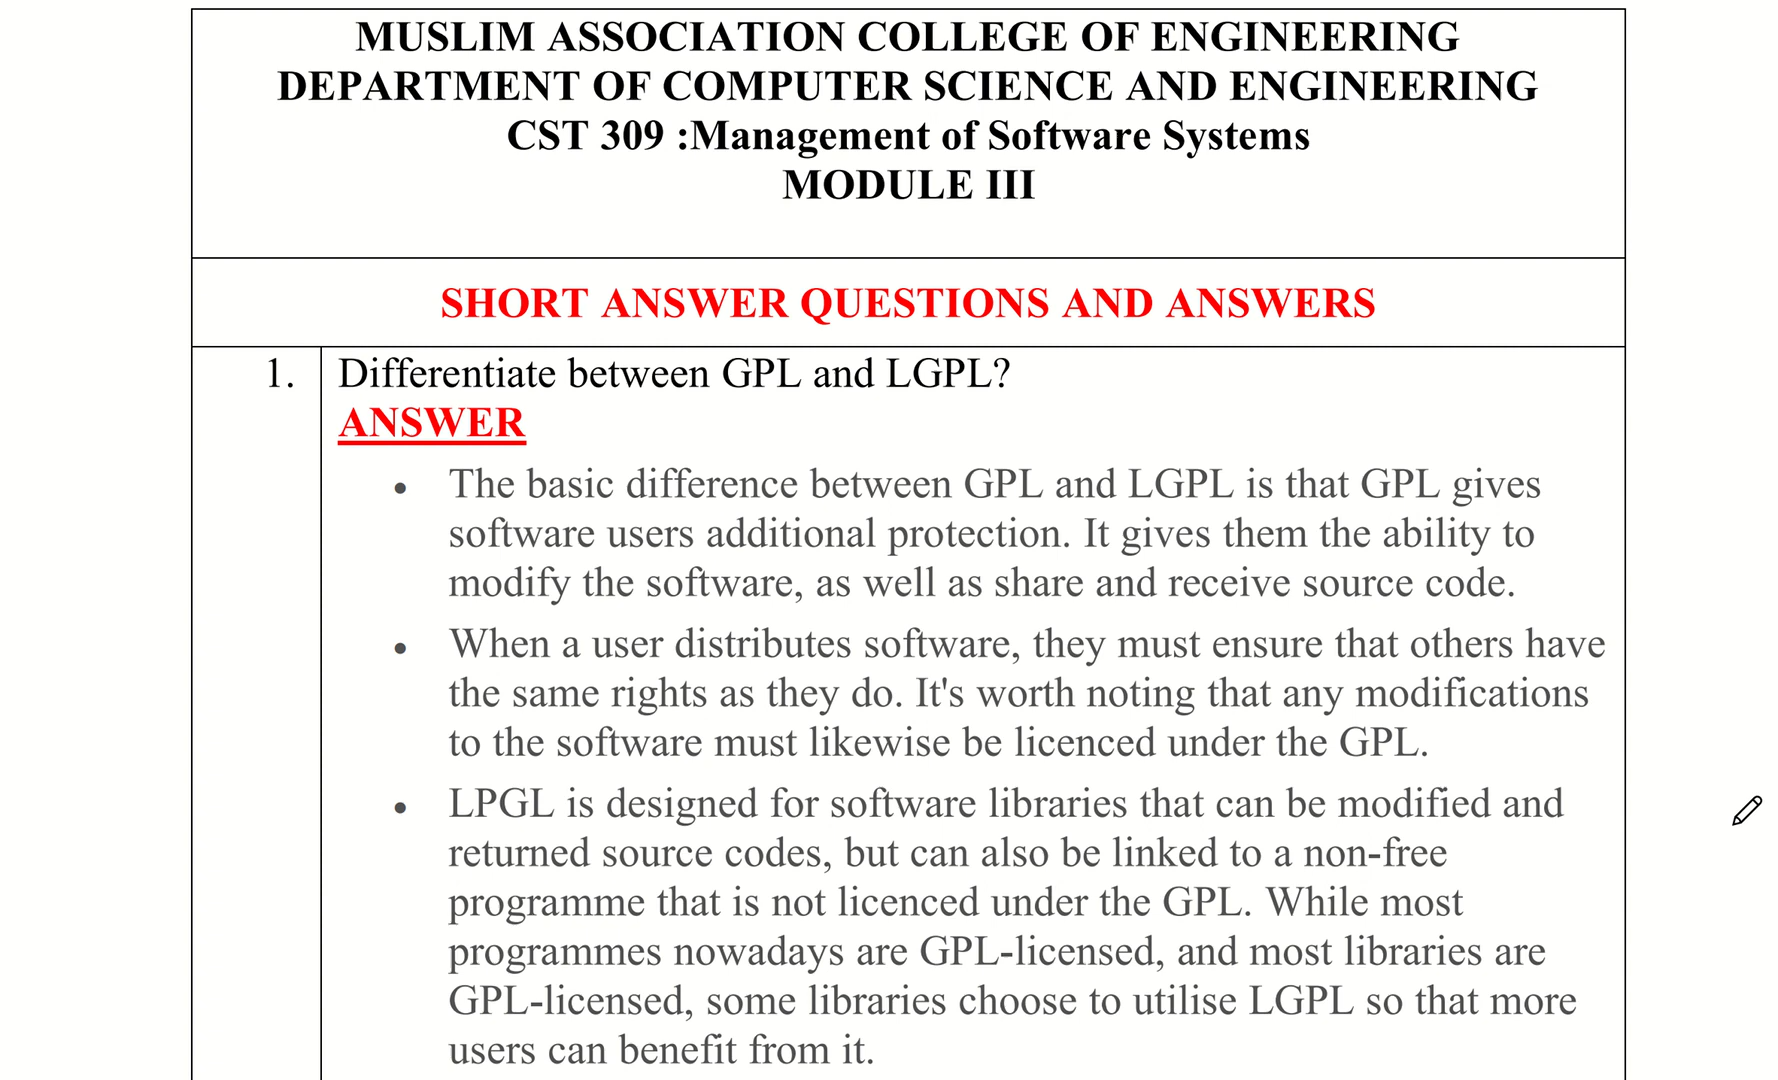 MUSLIM ASSOCIATION COLLEGE OF ENGINEERING
DEPARTMENT OF COMPUTER SCIENCE AND ENGINEERING
CST 309 :Management of Software Systems
MODULE III
SHORT ANSWER QUESTIONS AND ANSWERS
1. Differentiate between GPL and LGPL?
ANSWER
• The basic difference between GPL and LGPL is that GPL gives
software users additional protection. It gives them the ability to
modify the software, as well as share and receive source code.
• When a user distributes software, they must ensure that others have
the same rights as they do. It's worth noting that any modifications
to the software must likewise be licenced under the GPL.
• LPGL is designed for software libraries that can be modified and
returned source codes, but can also be linked to a non-free
programme that is not licenced under the GPL. While most
programmes nowadays are GPL-licensed, and most libraries are
GPL-licensed, some libraries choose to utilise LGPL so that more
users can benefit from it.